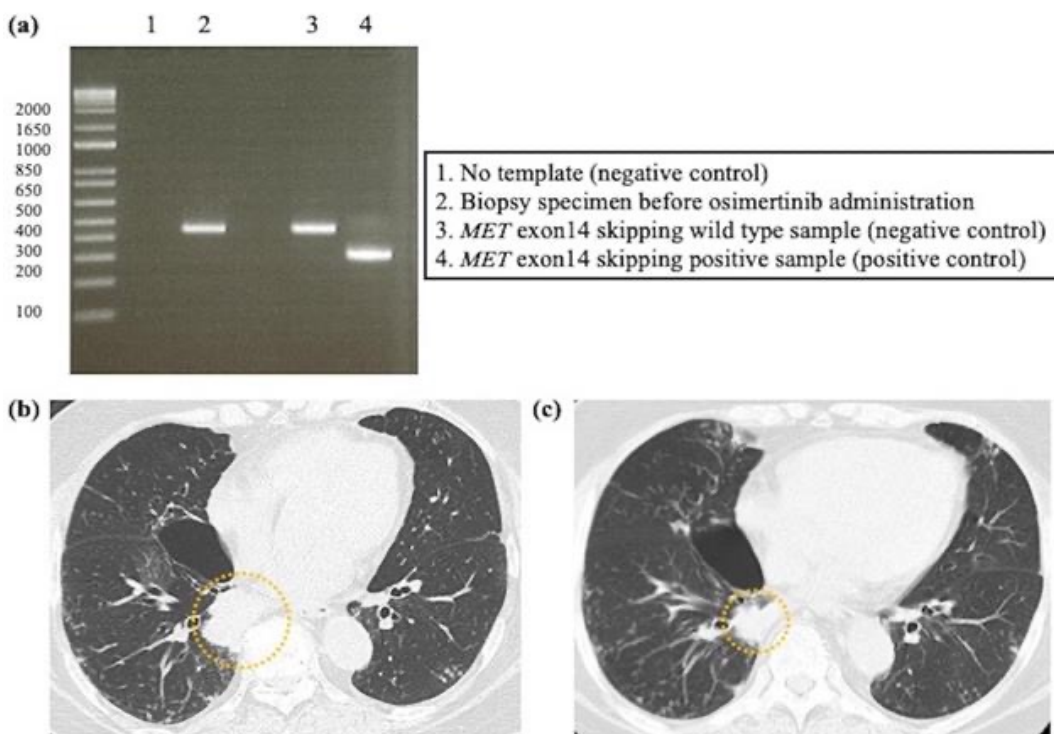 (a)
1 2 3 4
2000
1650
1000
850
650
500
400
300
200
100
1. No template (negative control)
2. Biopsy specimen before osimertinib administration
3. MET exon14 skipping wild type sample (negative control)
4. MET exon14 skipping positive sample (positive control)
(b)
(c)